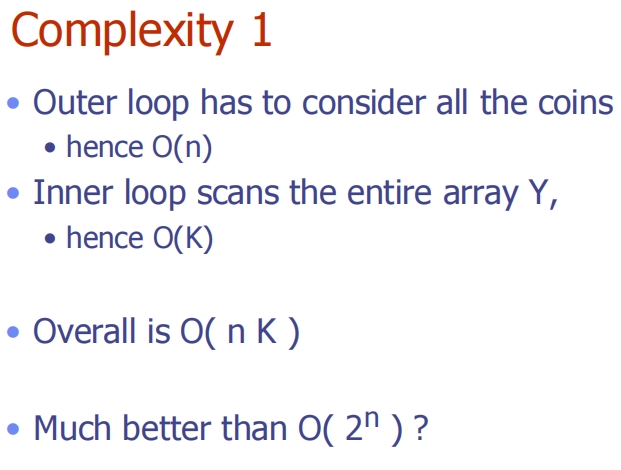 Complexity 1
• Outer loop has to consider all the coins
• hence O(n)
• Inner loop scans the entire array Y,
• hence O(K)
• Overall is O( n K )
• Much better than O( 2ⁿ ) ?